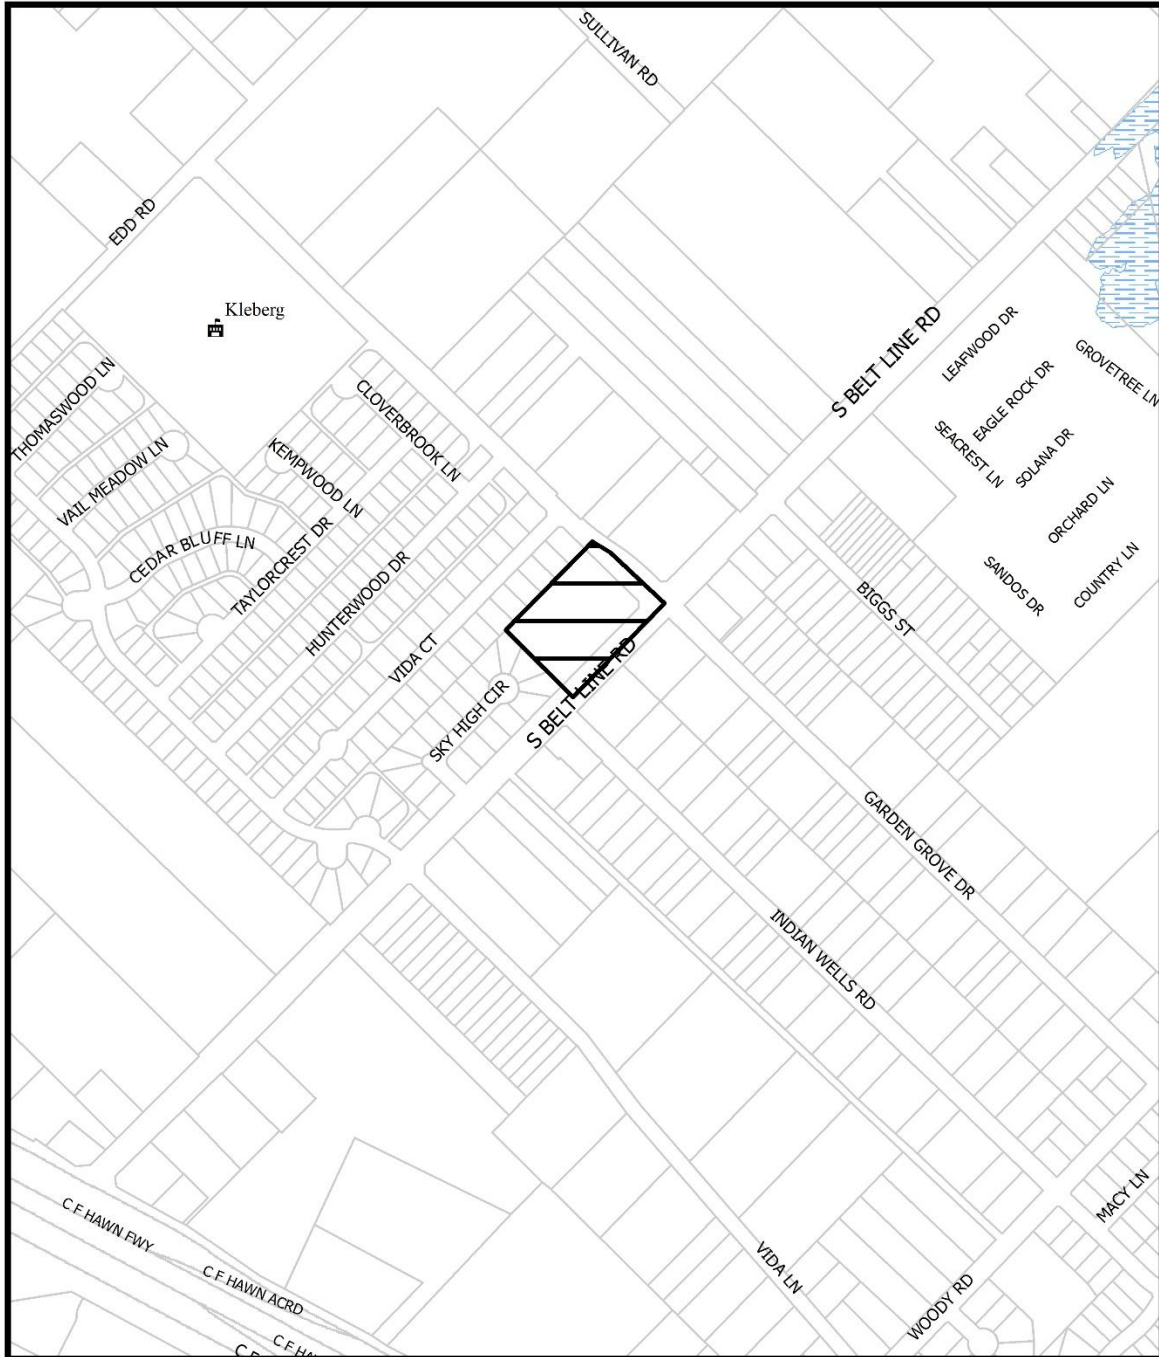 SULLIVAN RD
EDD RD
Kleberg
S BELT LINE RD
LEAFWOOD DR
GROVETREE LN
EAGLE ROCK DR
THOMASWOOD LN
CLOVERBROOK LN
SEACREST LN
SOLANA DR
VAIL MEADOW LN
KEMPWOOD LN
ORCHARD LN
CEDAR BLUFF LN
TAYLORCREST DR
HUNTERWOOD DR
SANDOS DR
COUNTRY LN
BIGGS ST
VIDA CT
SKY HIGH CIR
S BELT LINE RD
GARDEN GROVE DR
INDIAN WELLS RD
MACY LN
C F HAWN FWY
VIDA LN
C F HAWN ACRD
WOODY RD